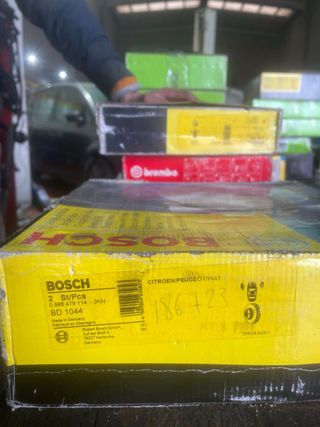 brembo
BOSCH
BOSCH
2 St/Pcs
0 986 479 114 - 0NN
BD 1044
Made in Germany
Fabriqué en Allemagne
Robert Bosch GmbH
Auf der Breit 4
76227 Karlsruhe
Germany
CITROEN/PEUGEOT/FIAT
186723